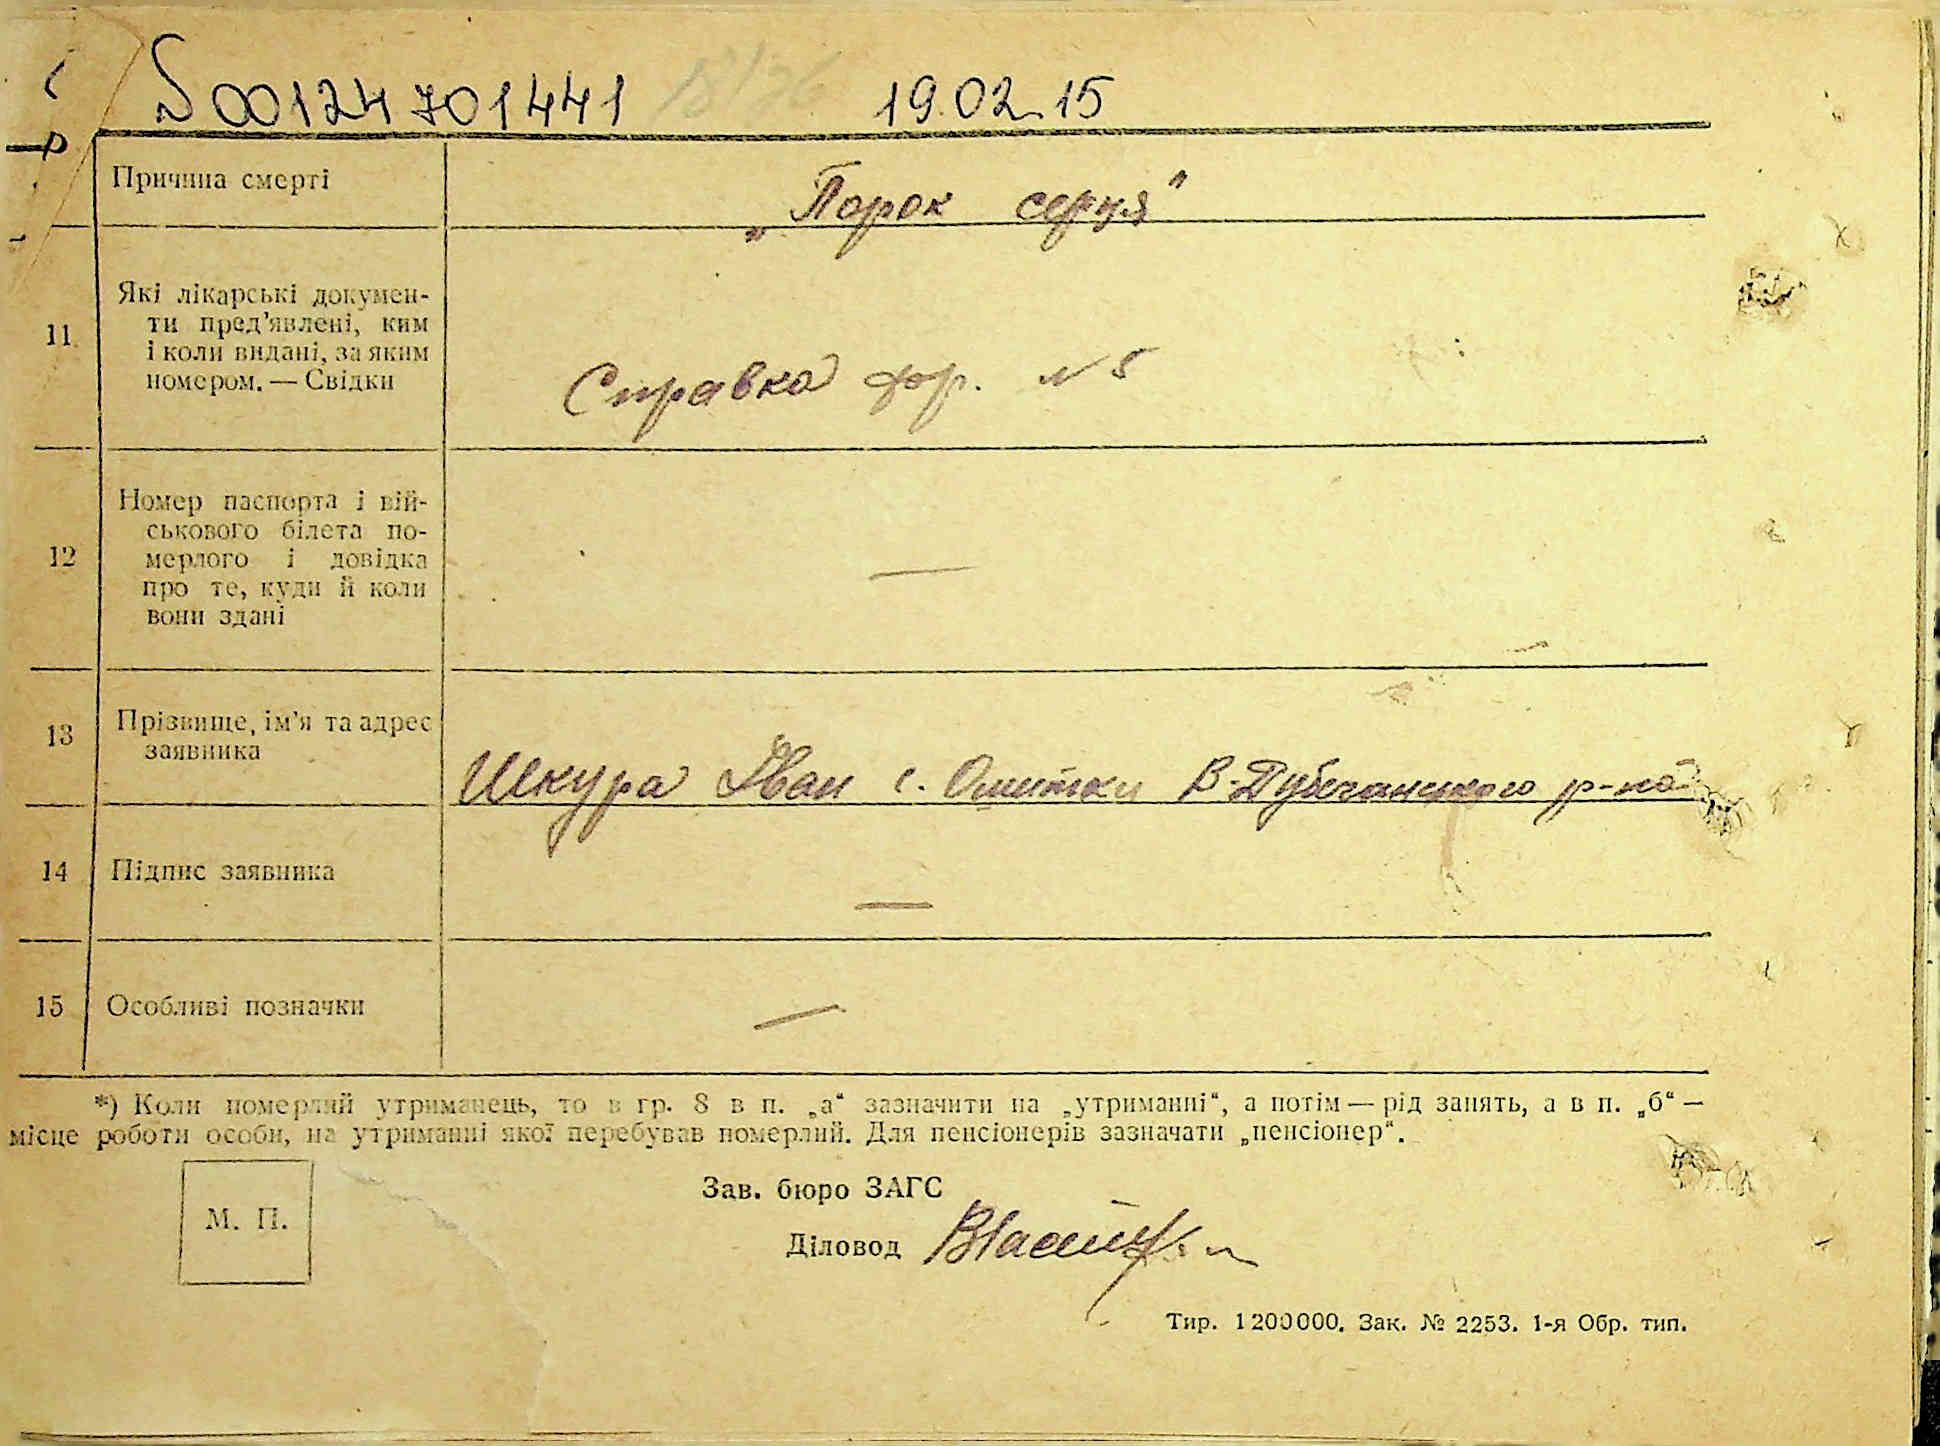 S00124701441 19.02.15
Причина смерті
„Порок серця"
11
Які лікарські докумен-
ти пред'явлені, ким
і коли видані, за яким
номером. — Свідки
Справка фор. N 5
12
Номер паспорта і вій-
ськового білета по-
мерлого і довідка
про те, куди й коли
вони здані
—
13
Прізвище, ім'я та адрес
заявника
Шкура Іван с. Ошитки В-Дубечанського р-на
14
Підпис заявника
—
15
Особливі позначки
—
*) Коли померлий утриманець, то в гр. 8 в п. „а“ зазначити на „утриманні“, а потім — рід занять, а в п. „б“ —
місце роботи особи, на утриманні якої перебував померлий. Для пенсіонерів зазначати „пенсіонер“.
М. П.
Зав. бюро ЗАГС
Діловод
Тир. 1200000. Зак. № 2253. 1-я Обр. тип.